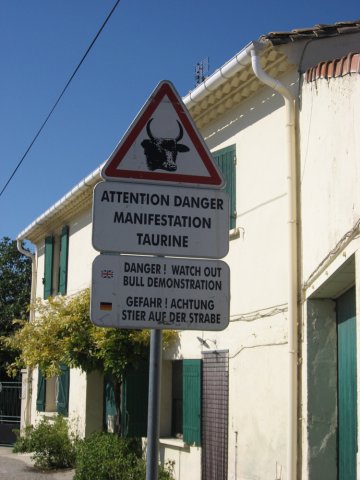 ATTENTION DANGER
MANIFESTATION
TAURINE
DANGER! WATCH OUT
BULL DEMONSTRATION
GEFAHR! ACHTUNG
STIER AUF DER STRABE